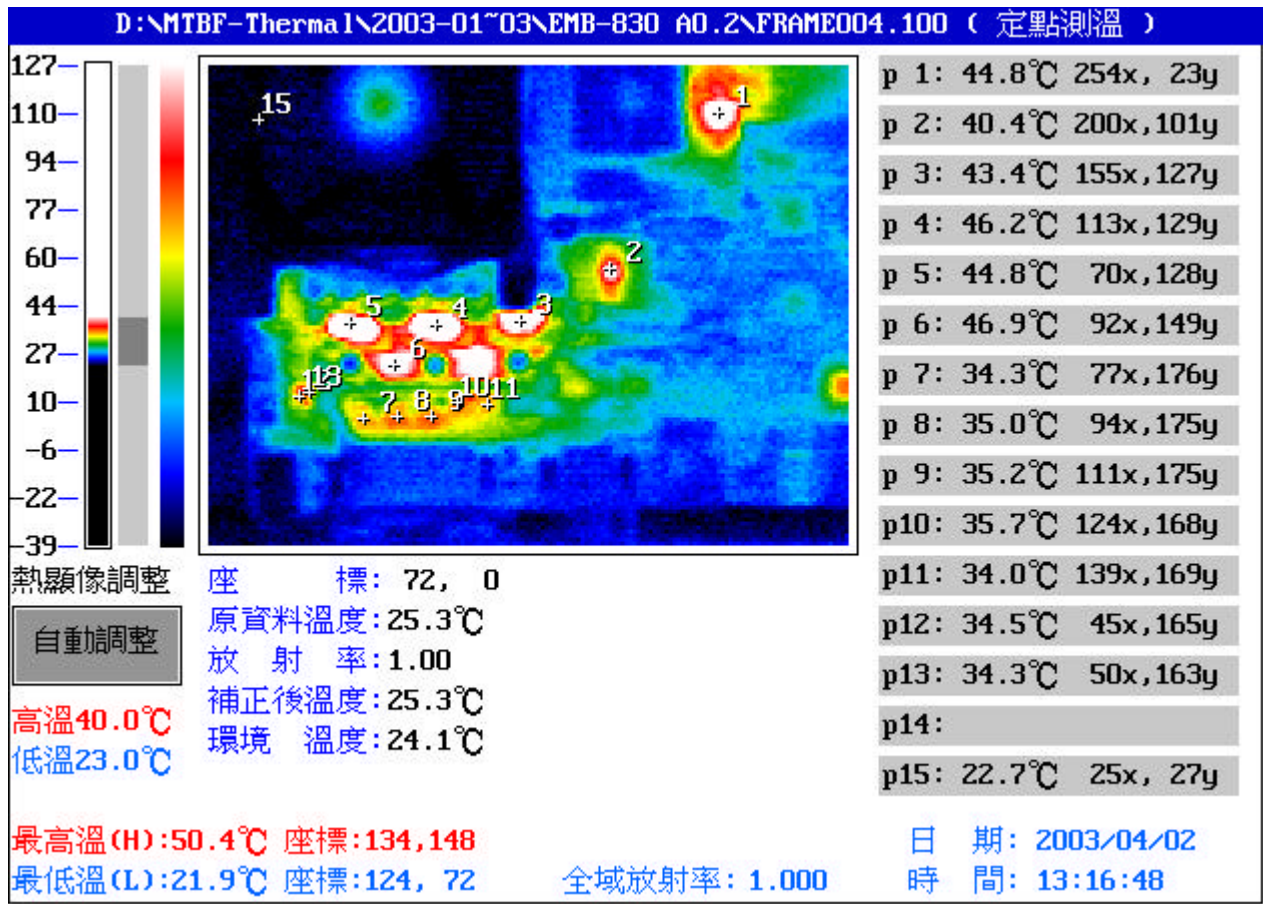 D:\MTBF-Thermal\2003-01~03\EMB-830 A0.2\FRAME004.100 ( 定點測溫 )
127
110
94
77
60
44
27
10
-6
-22
-39
熱顯像調整
自動調整
高溫40.0℃
低溫23.0℃
15
1
2
5
4
3
6
13
7
8
9
10
11
座 標: 72, 0
原資料溫度:25.3℃
放 射 率:1.00
補正後溫度:25.3℃
環境 溫度:24.1℃
p 1: 44.8℃ 254x, 23y
p 2: 40.4℃ 200x,101y
p 3: 43.4℃ 155x,127y
p 4: 46.2℃ 113x,129y
p 5: 44.8℃ 70x,128y
p 6: 46.9℃ 92x,149y
p 7: 34.3℃ 77x,176y
p 8: 35.0℃ 94x,175y
p 9: 35.2℃ 111x,175y
p10: 35.7℃ 124x,168y
p11: 34.0℃ 139x,169y
p12: 34.5℃ 45x,165y
p13: 34.3℃ 50x,163y
p14:
p15: 22.7℃ 25x, 27y
最高溫(H):50.4℃ 座標:134,148
最低溫(L):21.9℃ 座標:124, 72
全域放射率: 1.000
日 期: 2003/04/02
時 間: 13:16:48